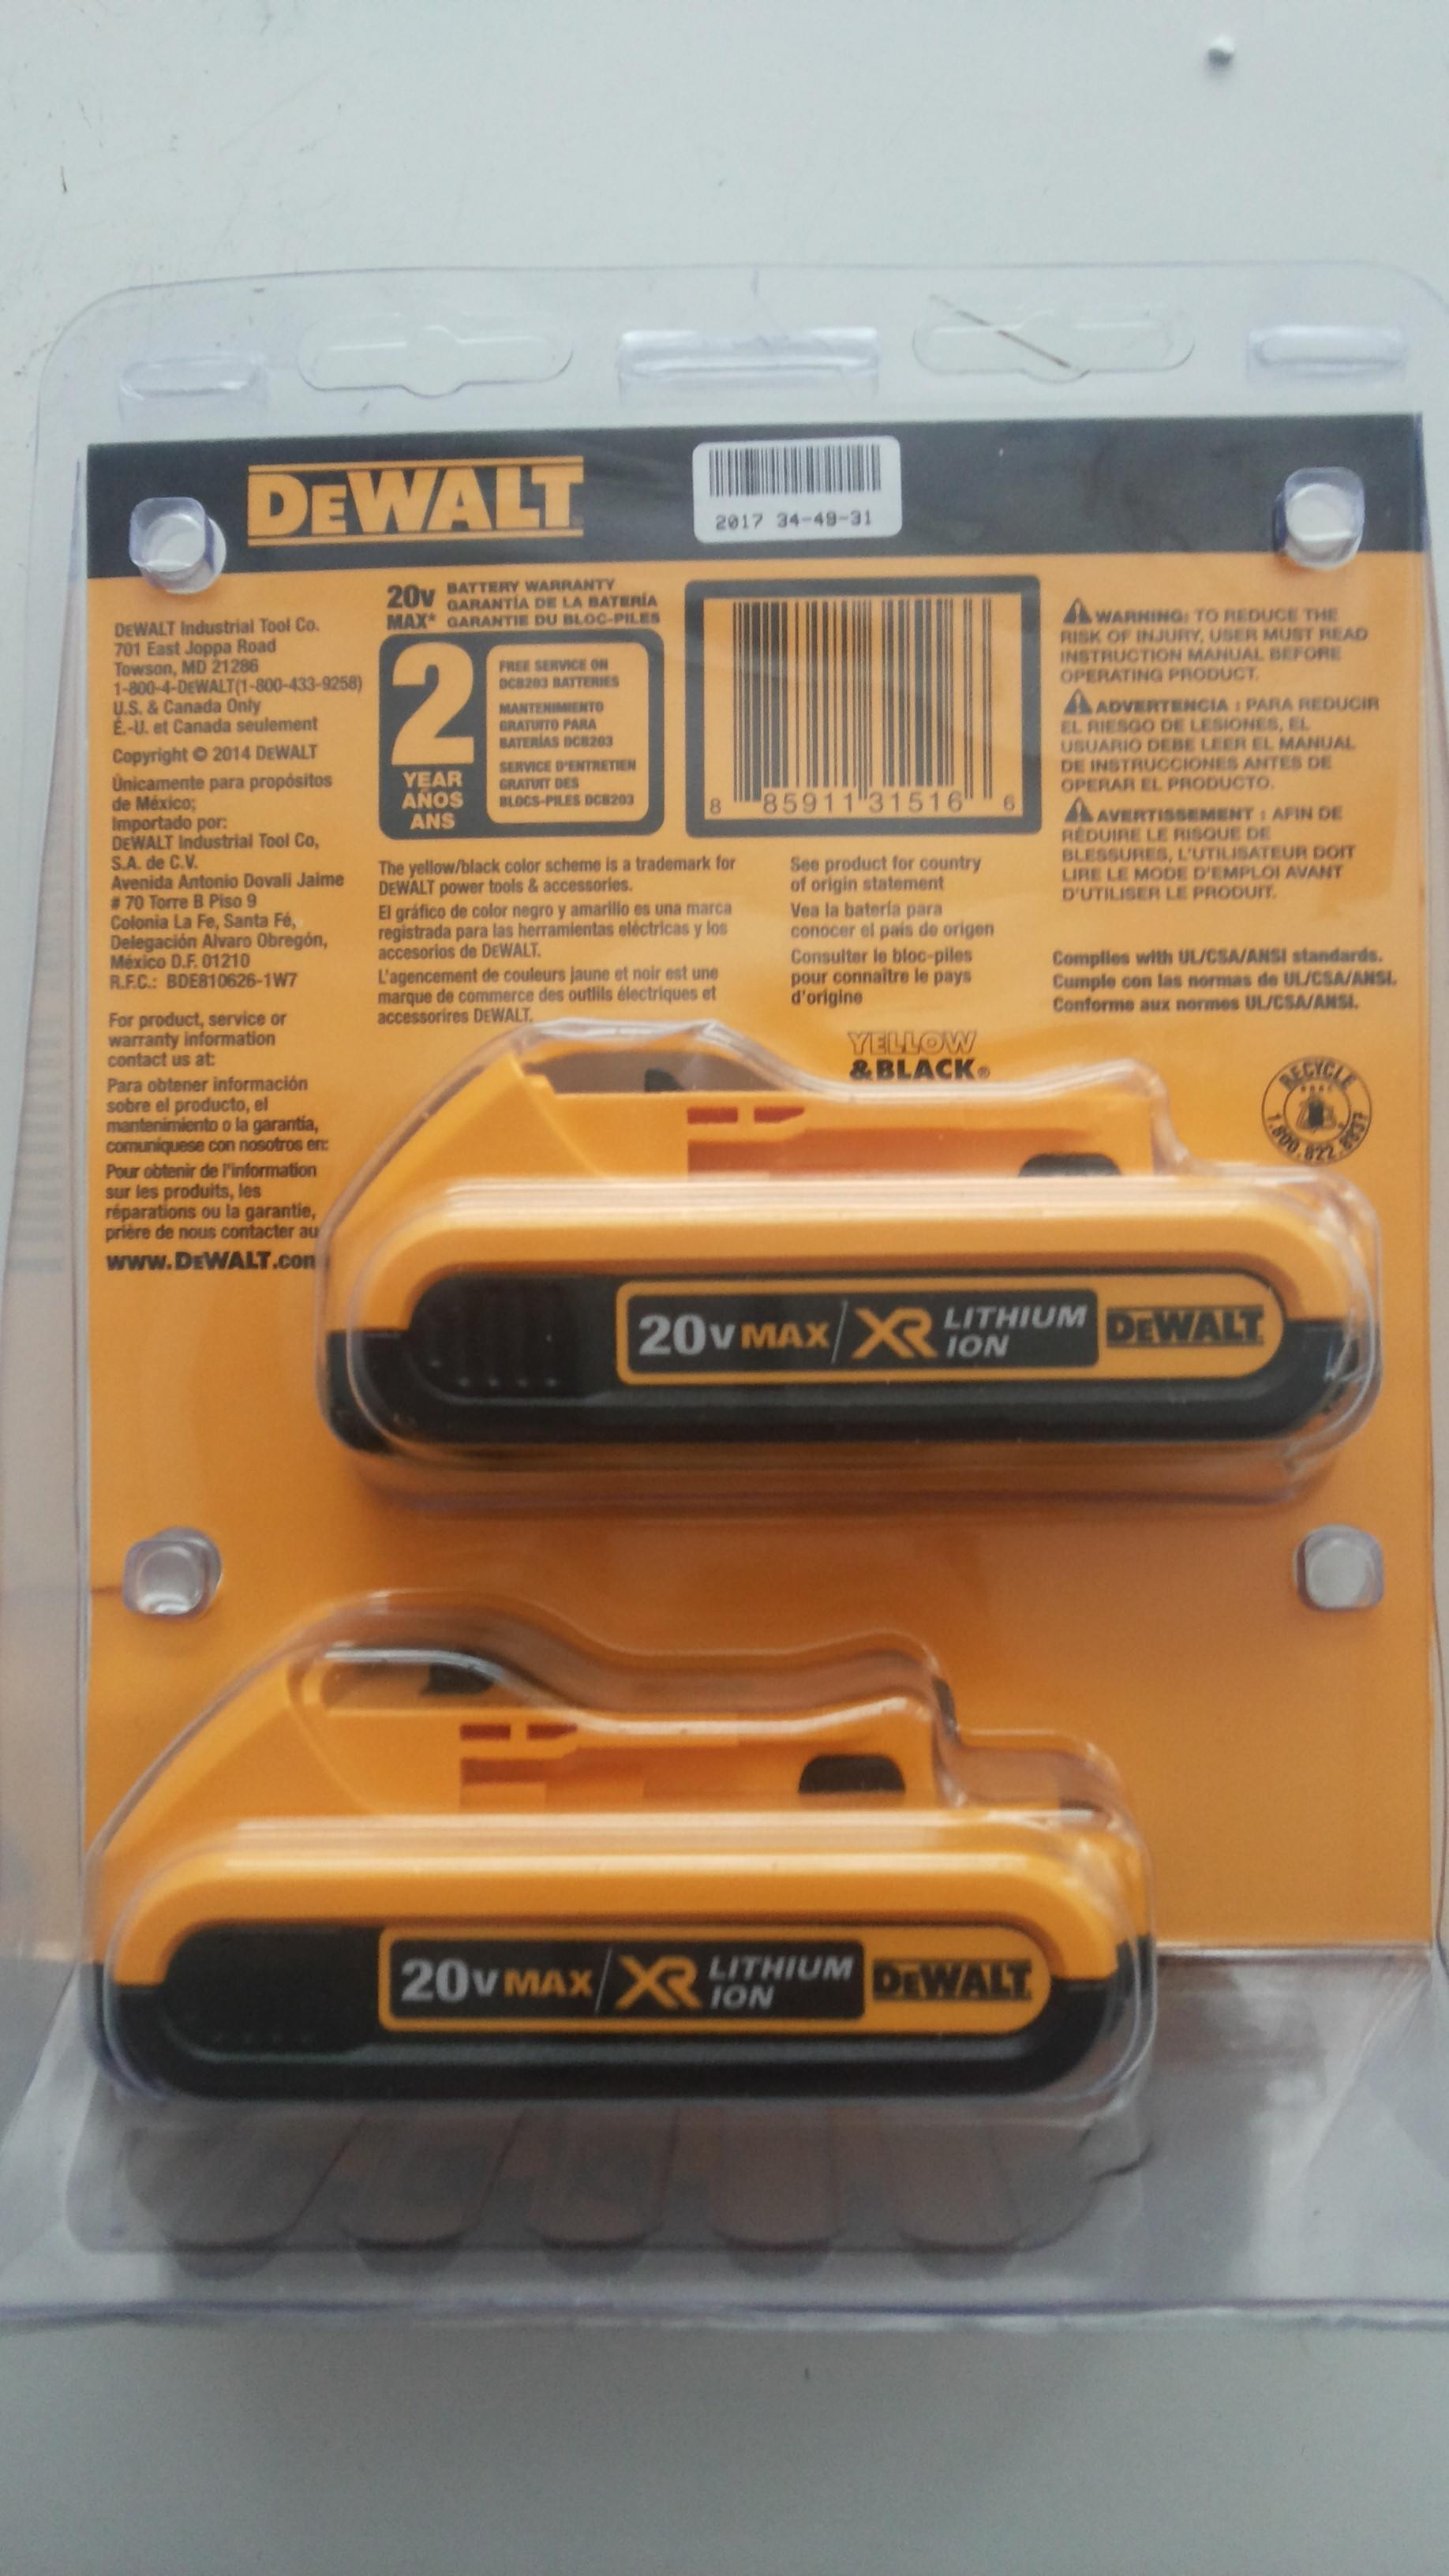 DEWALT
2017 34-49-31
DEWALT Industrial Tool Co.
701 East Joppa Road
Towson, MD 21286
1-800-4-DEWALT(1-800-433-9258)
U.S. & Canada Only
É.-U. et Canada seulement
Copyright © 2014 DEWALT
Únicamente para propósitos
de México;
Importado por:
DEWALT Industrial Tool Co,
S.A. de C.V.
Avenida Antonio Dovali Jaime
# 70 Torre B Piso 9
Colonia La Fe, Santa Fé,
Delegación Alvaro Obregón,
México D.F. 01210
R.F.C.: BDE810626-1W7
For product, service or
warranty information
contact us at:
Para obtener información
sobre el producto, el
mantenimiento o la garantía,
comuníquese con nosotros en:
Pour obtenir de l'information
sur les produits, les
réparations ou la garantie,
prière de nous contacter au
www.DEWALT.com
20V MAX*
BATTERY WARRANTY
GARANTÍA DE LA BATERÍA
GARANTIE DU BLOC-PILES
2
YEAR
AÑOS
ANS
FREE SERVICE ON
DCB203 BATTERIES
MANTENIMIENTO
GRATUITO PARA
BATERÍAS DCB203
SERVICE D'ENTRETIEN
GRATUIT DES
BLOCS-PILES DCB203
8 85911 31516 6
The yellow/black color scheme is a trademark for
DEWALT power tools & accessories.
El gráfico de color negro y amarillo es una marca
registrada para las herramientas eléctricas y los
accesorios de DEWALT.
L'agencement de couleurs jaune et noir est une
marque de commerce des outlils électriques et
accessorires DEWALT.
See product for country
of origin statement
Vea la batería para
conocer el país de origen
Consulter le bloc-piles
pour connaître le pays
d'origine
YELLOW
&BLACK®
WARNING: TO REDUCE THE
RISK OF INJURY, USER MUST READ
INSTRUCTION MANUAL BEFORE
OPERATING PRODUCT.
ADVERTENCIA : PARA REDUCIR
EL RIESGO DE LESIONES, EL
USUARIO DEBE LEER EL MANUAL
DE INSTRUCCIONES ANTES DE
OPERAR EL PRODUCTO.
AVERTISSEMENT : AFIN DE
RÉDUIRE LE RISQUE DE
BLESSURES, L'UTILISATEUR DOIT
LIRE LE MODE D'EMPLOI AVANT
D'UTILISER LE PRODUIT.
Complies with UL/CSA/ANSI standards.
Cumple con las normas de UL/CSA/ANSI.
Conforme aux normes UL/CSA/ANSI.
RECYCLE
1.800.822.8837
20V MAX/XR LITHIUM ION DEWALT
20V MAX/XR LITHIUM ION DEWALT